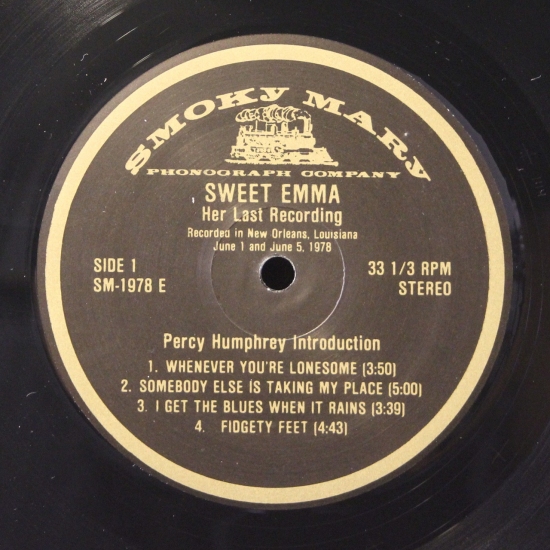 SMOKY MARY
PHONOGRAPH COMPANY
SWEET EMMA
Her Last Recording
Recorded in New Orleans, Louisiana
June 1 and June 5, 1978
SIDE 1
SM-1978 E
33 1/3 RPM
STEREO
Percy Humphrey Introduction
1. WHENEVER YOU'RE LONESOME (3:50)
2. SOMEBODY ELSE IS TAKING MY PLACE (5:00)
3. I GET THE BLUES WHEN IT RAINS (3:39)
4. FIDGETY FEET (4:43)